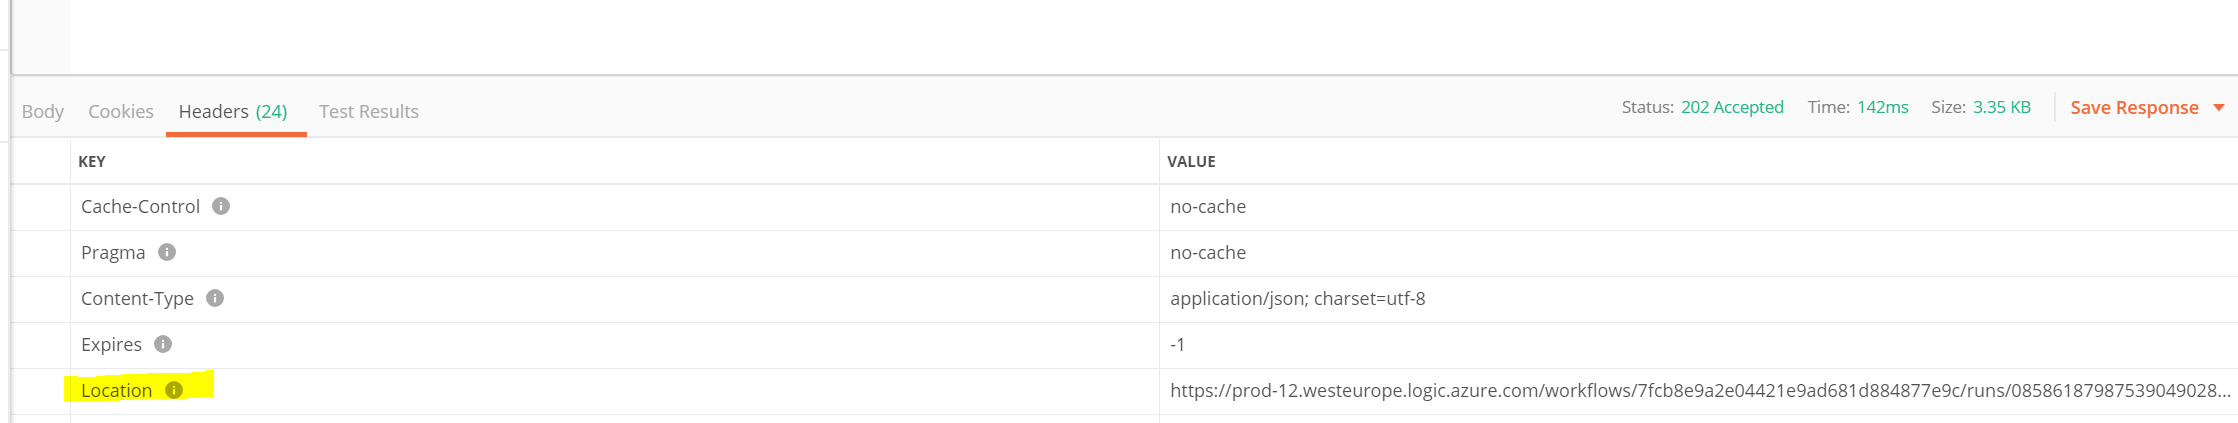 Body Cookies Headers (24) Test Results Status: 202 Accepted Time: 142ms Size: 3.35 KB Save Response
KEY VALUE
Cache-Control no-cache
Pragma no-cache
Content-Type application/json; charset=utf-8
Expires -1
Location https://prod-12.westeurope.logic.azure.com/workflows/7fcb8e9a2e04421e9ad681d884877e9c/runs/08586187987539049028...